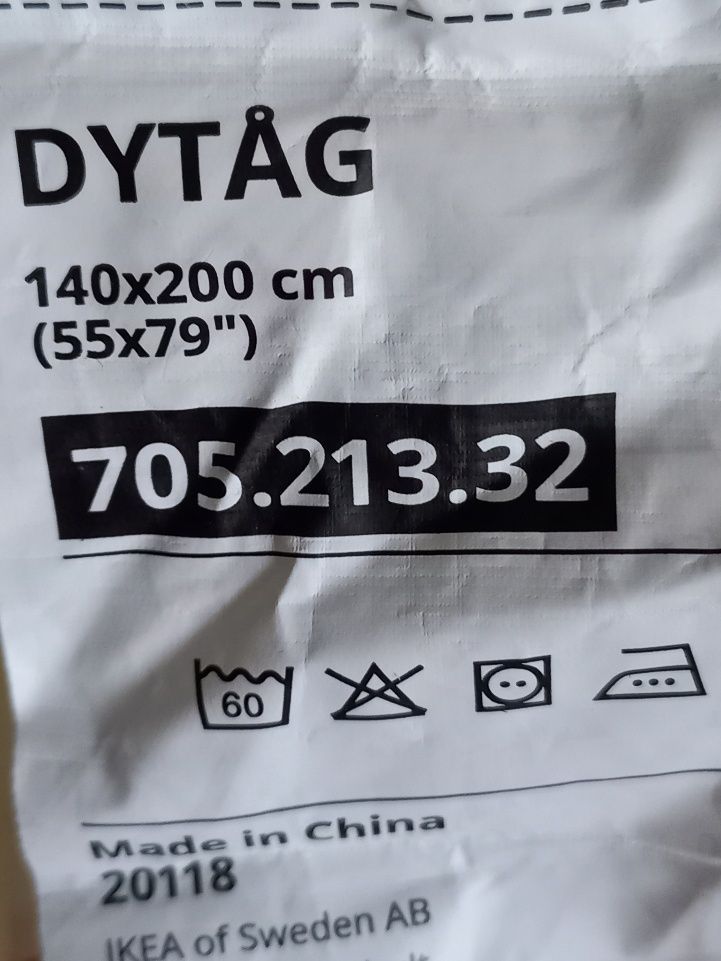 DYTÅG
140x200 cm
(55x79")
705.213.32
60
Made in China
20118
IKEA of Sweden AB